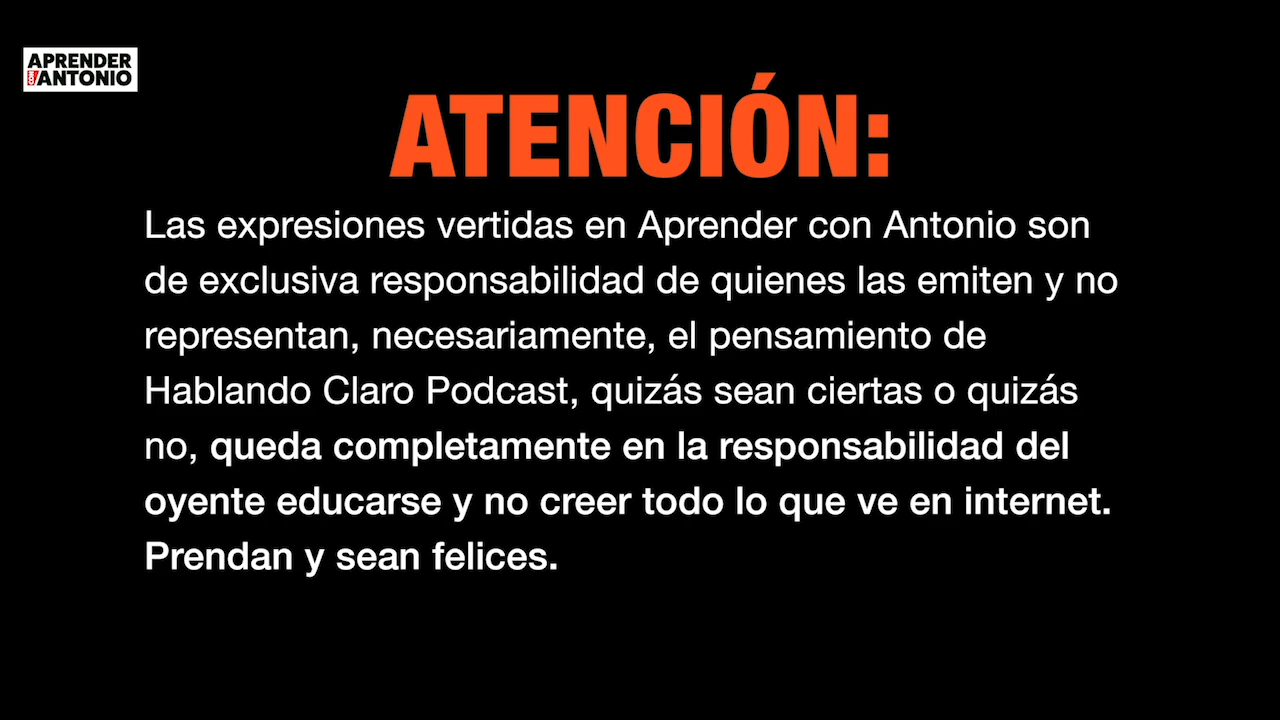 APRENDER
CON ANTONIO
ATENCIÓN:
Las expresiones vertidas en Aprender con Antonio son
de exclusiva responsabilidad de quienes las emiten y no
representan, necesariamente, el pensamiento de
Hablando Claro Podcast, quizás sean ciertas o quizás
no, queda completamente en la responsabilidad del
oyente educarse y no creer todo lo que ve en internet.
Prendan y sean felices.